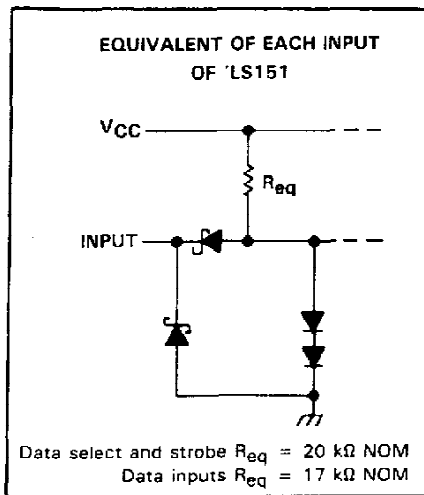 EQUIVALENT OF EACH INPUT
OF 'LS151
VCC
Req
INPUT
Data select and strobe Req = 20 kΩ NOM
Data inputs Req = 17 kΩ NOM